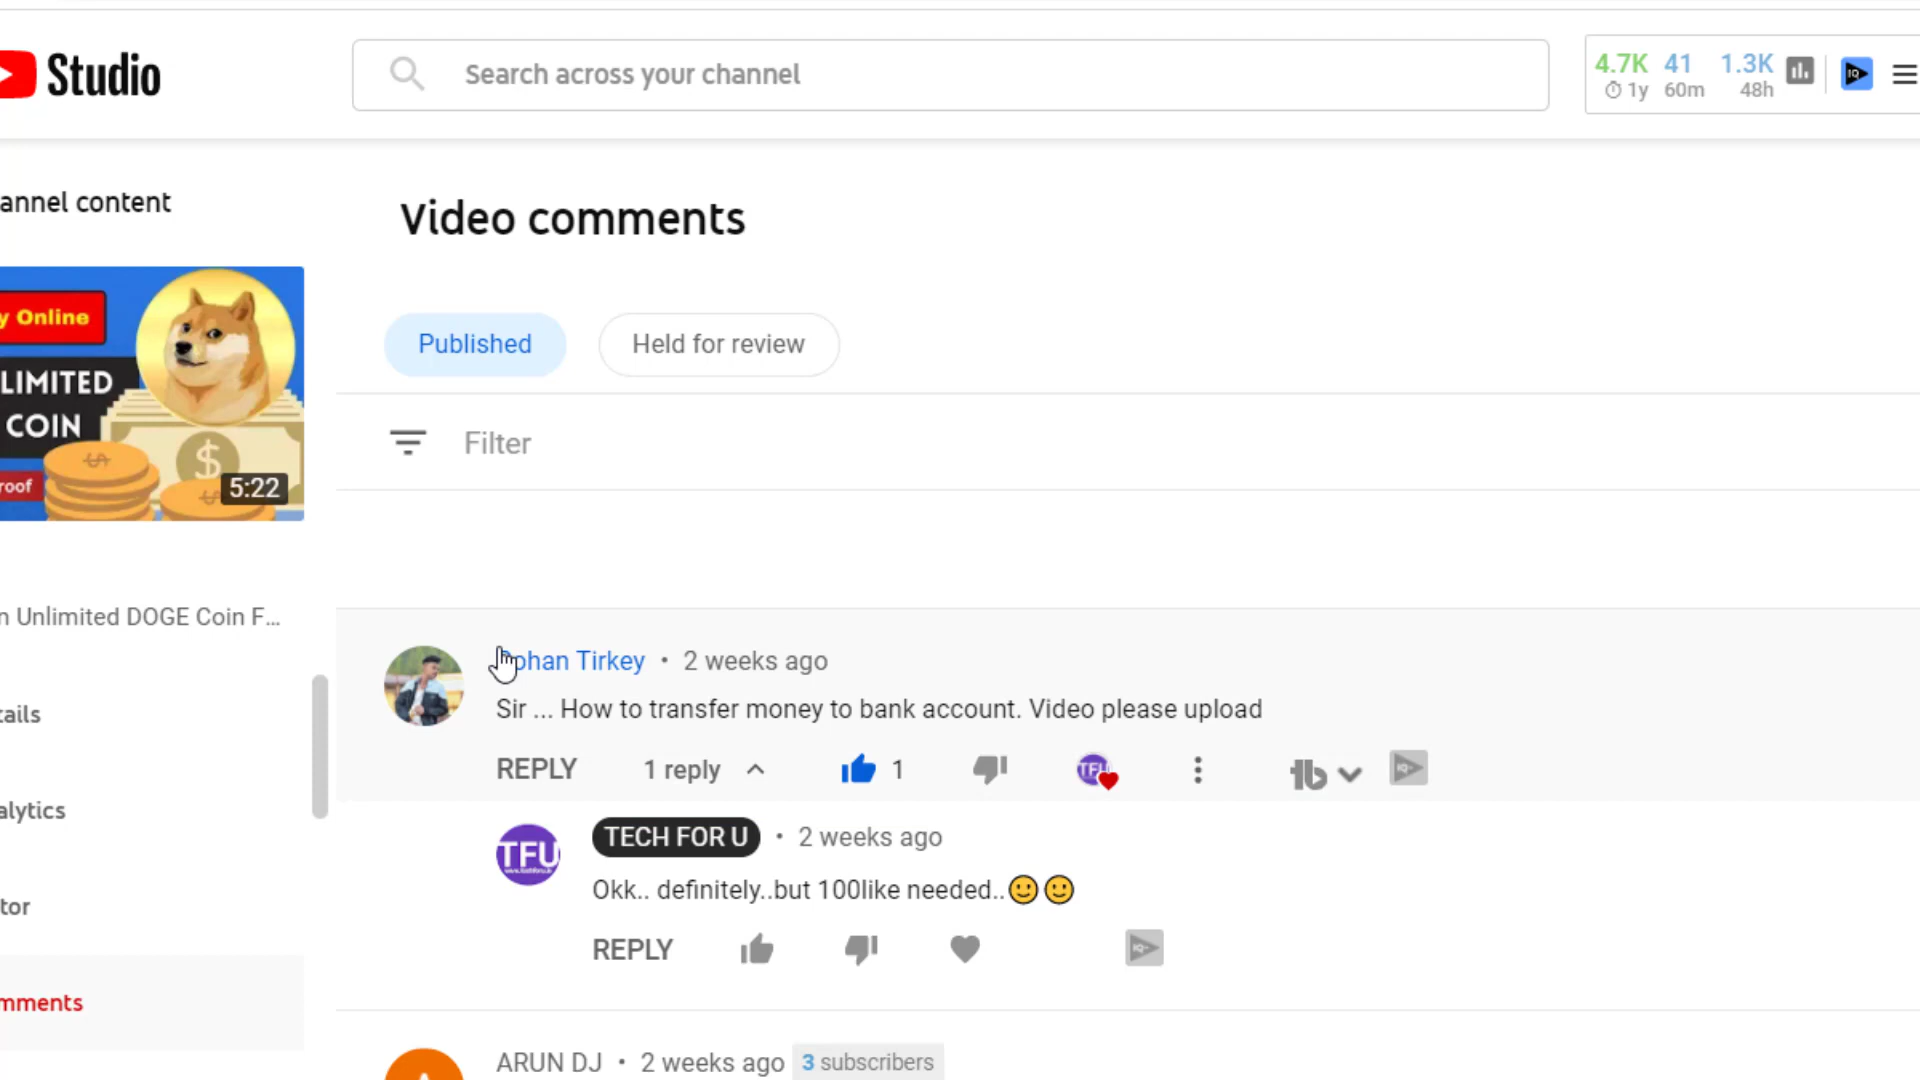 Studio
Search across your channel
4.7K 41 1.3K
1y 60m 48h
annel content
Video comments
y Online
LIMITED
COIN
roof
5:22
Published
Held for review
Filter
n Unlimited DOGE Coin F...
ails
alytics
tor
mments
ohan Tirkey • 2 weeks ago
Sir ... How to transfer money to bank account. Video please upload
REPLY 1 reply 1
TFU
TECH FOR U • 2 weeks ago
Okk.. definitely..but 100like needed..🙂🙂
REPLY
ARUN DJ • 2 weeks ago 3 subscribers